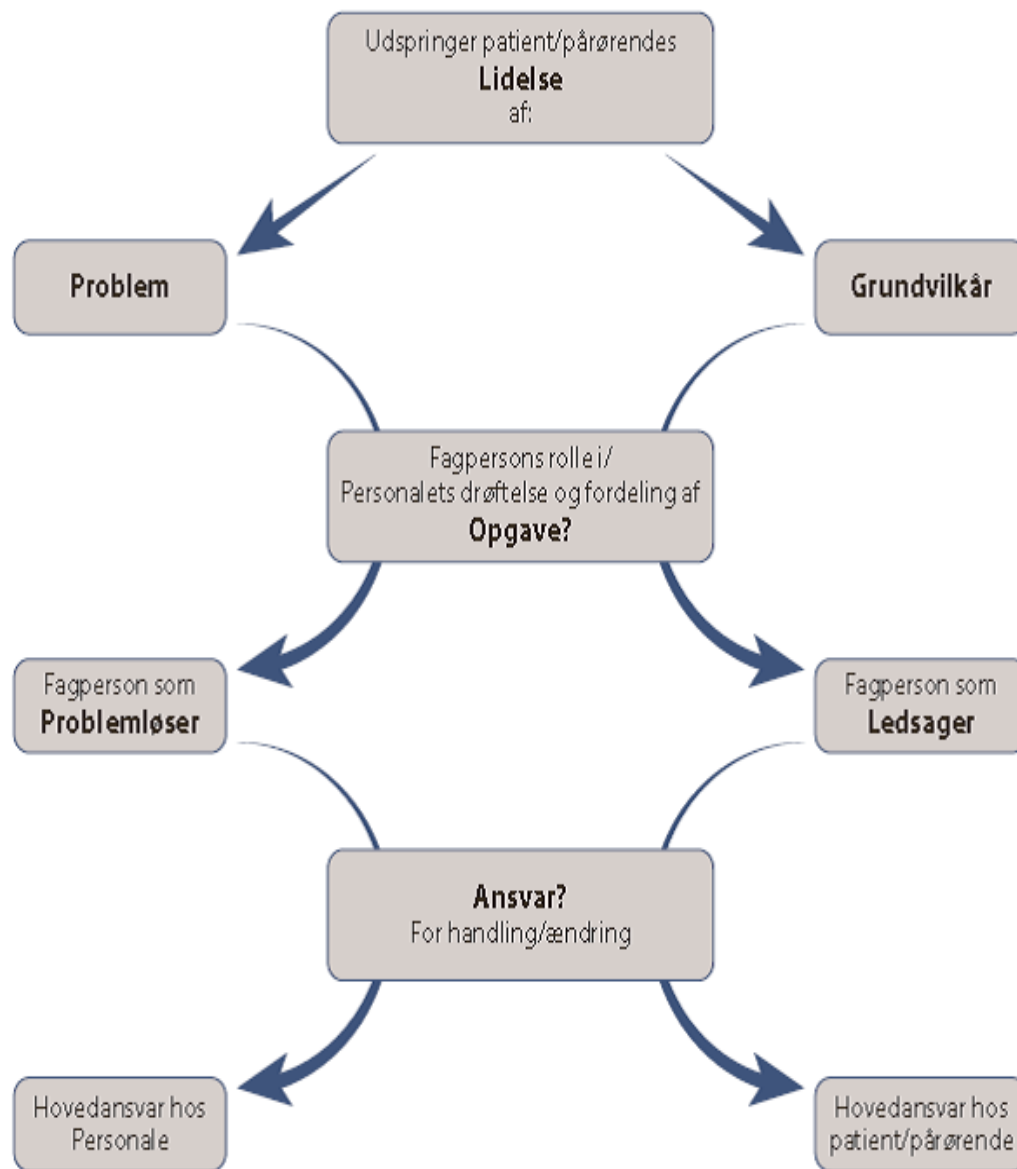 Udspringer patient/pårørendes
Lidelse
af:
Problem
Grundvilkår
Fagpersons rolle i/
Personalets drøftelse og fordeling af
Opgave?
Fagperson som
Problemløser
Fagperson som
Ledsager
Ansvar?
For handling/ændring
Hovedansvar hos
Personale
Hovedansvar hos
patient/pårørende